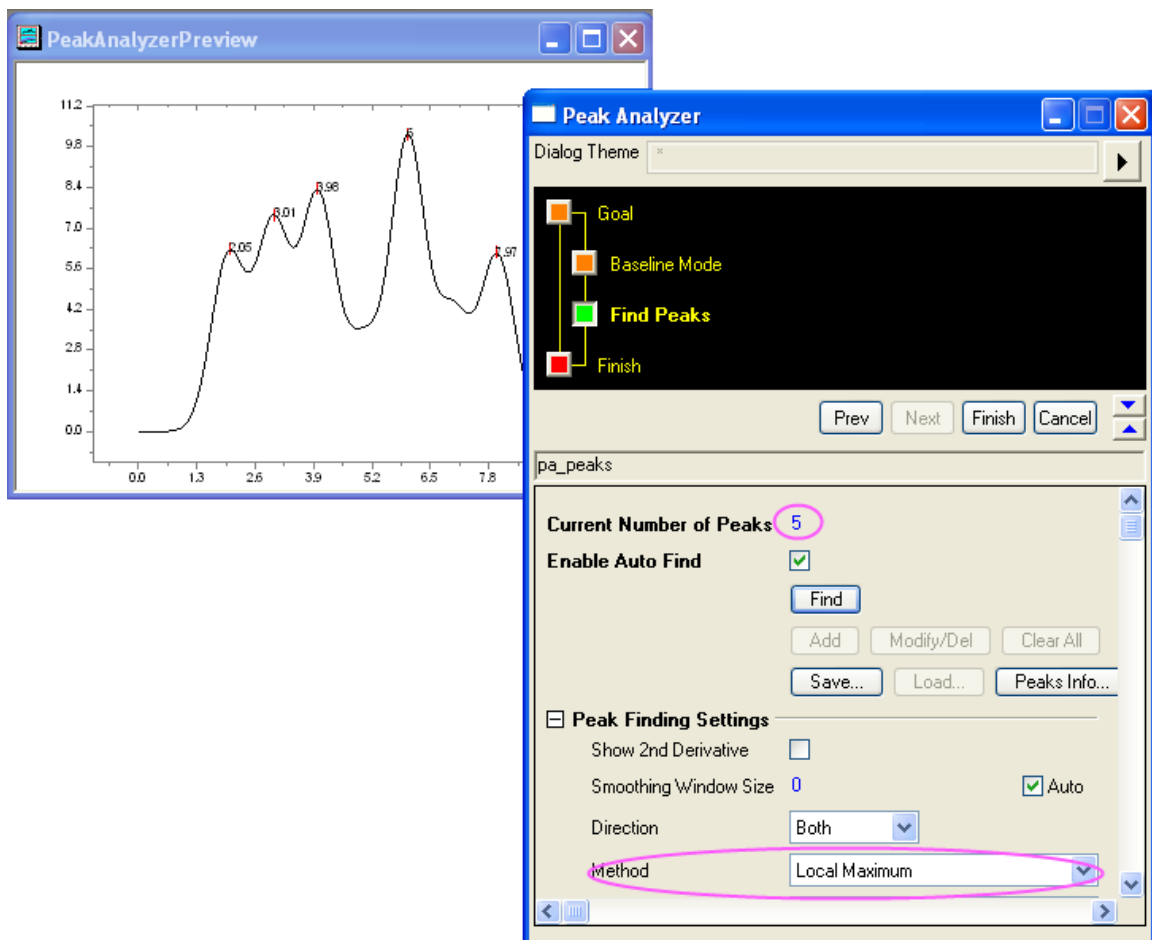 PeakAnalyzerPreview
11.2
9.8
8.4
7.0
5.6
4.2
2.8
1.4
0.0
2.05
3.01
3.98
6
0.0 1.3 2.6 3.9 5.2 6.5 7.8
Peak Analyzer
Dialog Theme *
Goal
Baseline Mode
Find Peaks
Finish
Prev Next Finish Cancel
pa_peaks
Current Number of Peaks 5
Enable Auto Find
Find
Add Modify/Del Clear All
Save... Load... Peaks Info...
Peak Finding Settings
Show 2nd Derivative
Smoothing Window Size 0 Auto
Direction Both
Method Local Maximum